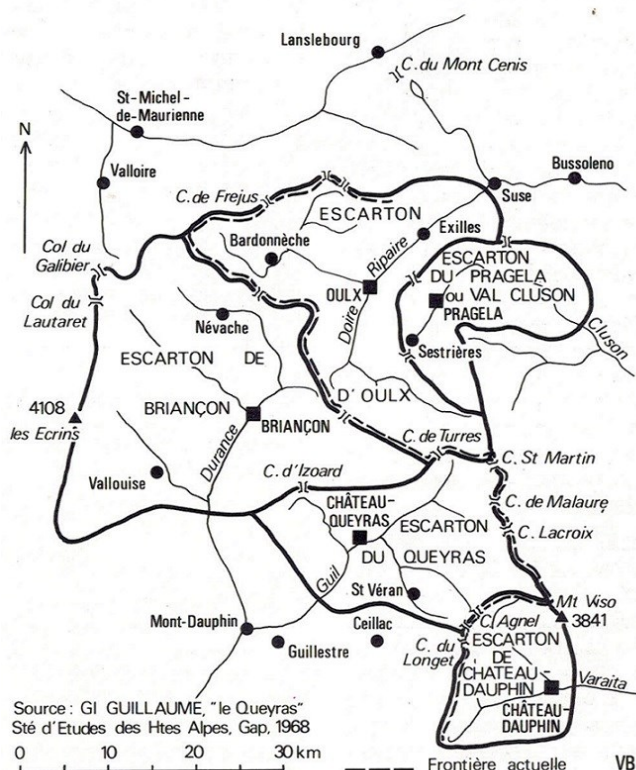 Lanslebourg
C. du Mont Cenis
St-Michel-
de-Maurienne
N
Valloire
Bussoleno
Suse
C. de Frejus
ESCARTON
Exilles
Bardonnèche
Ripaire
ESCARTON
DU PRAGELA
ou VAL CLUSON
PRAGELA
Col du
Galibier
OULX
Col du
Lautaret
Doire
Névache
Sestrières
Cluson
ESCARTON DE
BRIANÇON
D'OULX
4108
les Ecrins
BRIANÇON
Durance
C. de Turres
C. St Martin
Vallouise
C. d'Izoard
C. de Malaure
CHÂTEAU-
QUEYRAS
ESCARTON
C. Lacroix
DU QUEYRAS
Guil
St Véran
Mt Viso
3841
Mont-Dauphin
Ceillac
C. Agnel
Guillestre
C. du
Longet
ESCARTON
DE
CHATEAU-
DAUPHIN
Varaita
CHÂTEAU-
DAUPHIN
Source : GI GUILLAUME, "le Queyras"
Sté d'Etudes des Htes Alpes, Gap, 1968
0 10 20 30 km
Frontière actuelle
VB